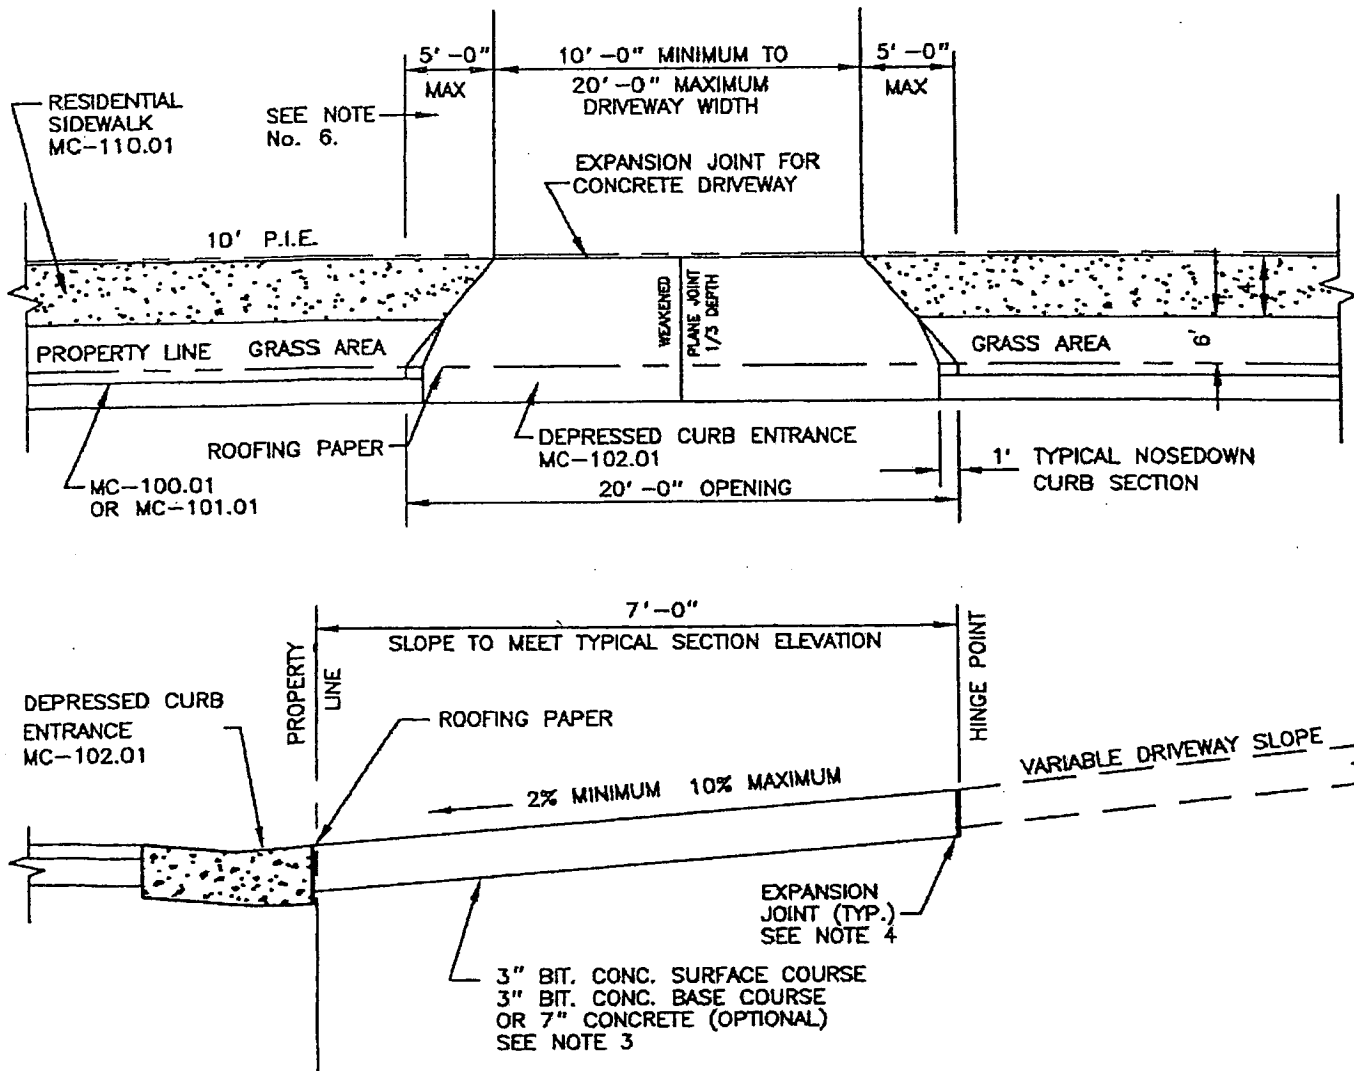 5'-0"
MAX
10'-0" MINIMUM TO
20'-0" MAXIMUM
DRIVEWAY WIDTH
5'-0"
MAX
RESIDENTIAL
SIDEWALK
MC-110.01
SEE NOTE
No. 6.
EXPANSION JOINT FOR
CONCRETE DRIVEWAY
10' P.I.E.
WEAKENED
PLANE JOINT
1/3 DEPTH
PROPERTY LINE
GRASS AREA
GRASS AREA
6'
ROOFING PAPER
DEPRESSED CURB ENTRANCE
MC-102.01
MC-100.01
OR MC-101.01
20'-0" OPENING
1' TYPICAL NOSEDOWN
CURB SECTION
7'-0"
SLOPE TO MEET TYPICAL SECTION ELEVATION
PROPERTY
LINE
HINGE POINT
DEPRESSED CURB
ENTRANCE
MC-102.01
ROOFING PAPER
2% MINIMUM 10% MAXIMUM
VARIABLE DRIVEWAY SLOPE
EXPANSION
JOINT (TYP.)
SEE NOTE 4
3" BIT. CONC. SURFACE COURSE
3" BIT. CONC. BASE COURSE
OR 7" CONCRETE (OPTIONAL)
SEE NOTE 3